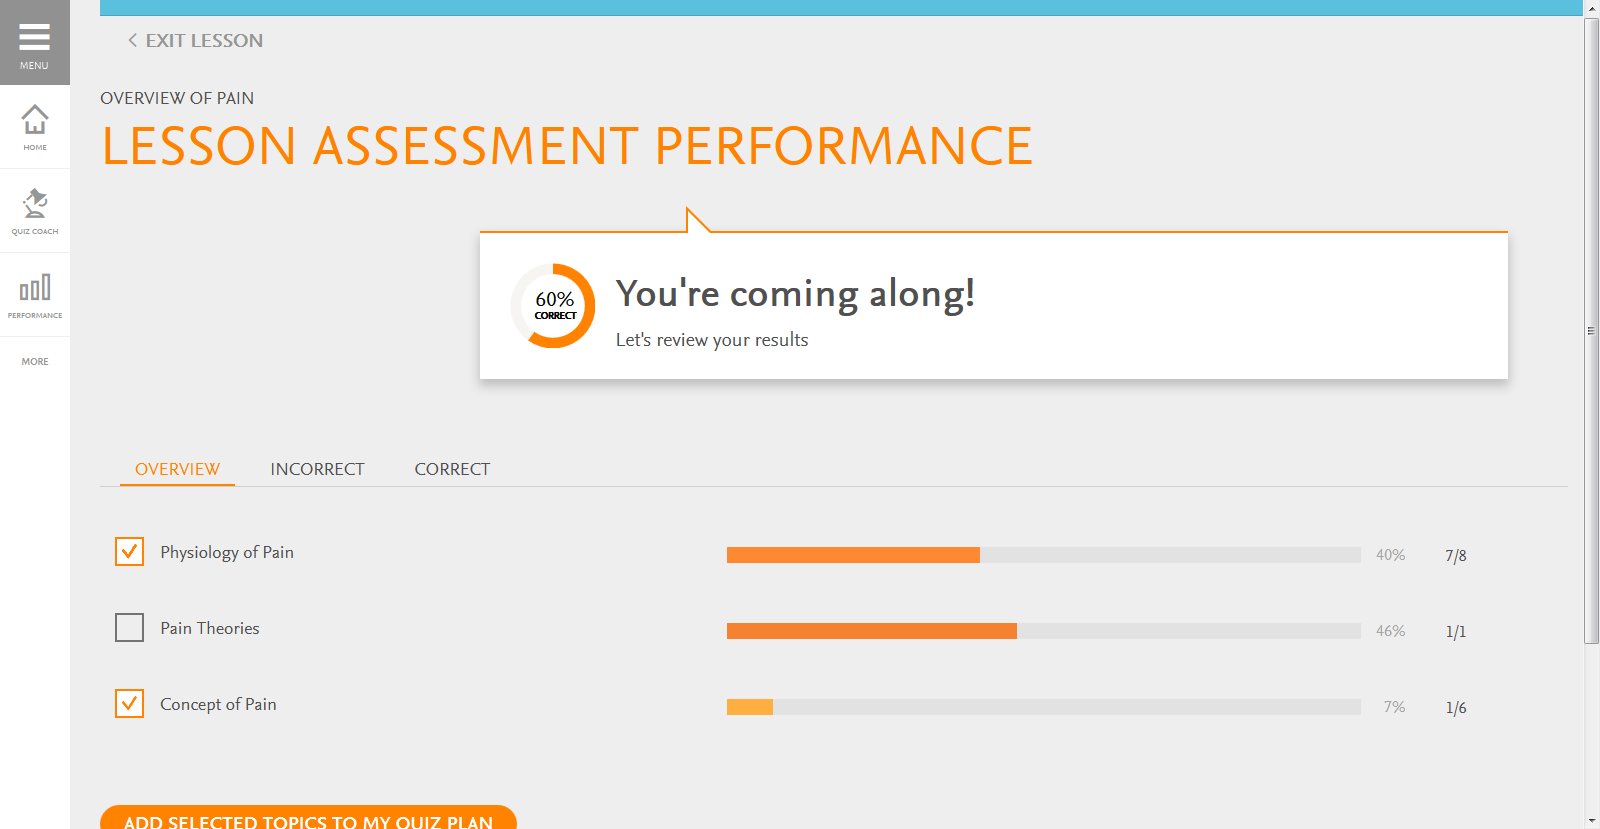 MENU
HOME
QUIZ COACH
PERFORMANCE
MORE
EXIT LESSON
OVERVIEW OF PAIN
LESSON ASSESSMENT PERFORMANCE
60%
CORRECT
You're coming along!
Let's review your results
OVERVIEW INCORRECT CORRECT
Physiology of Pain 40% 7/8
Pain Theories 46% 1/1
Concept of Pain 7% 1/6
ADD SELECTED TOPICS TO MY QUIZ PLAN